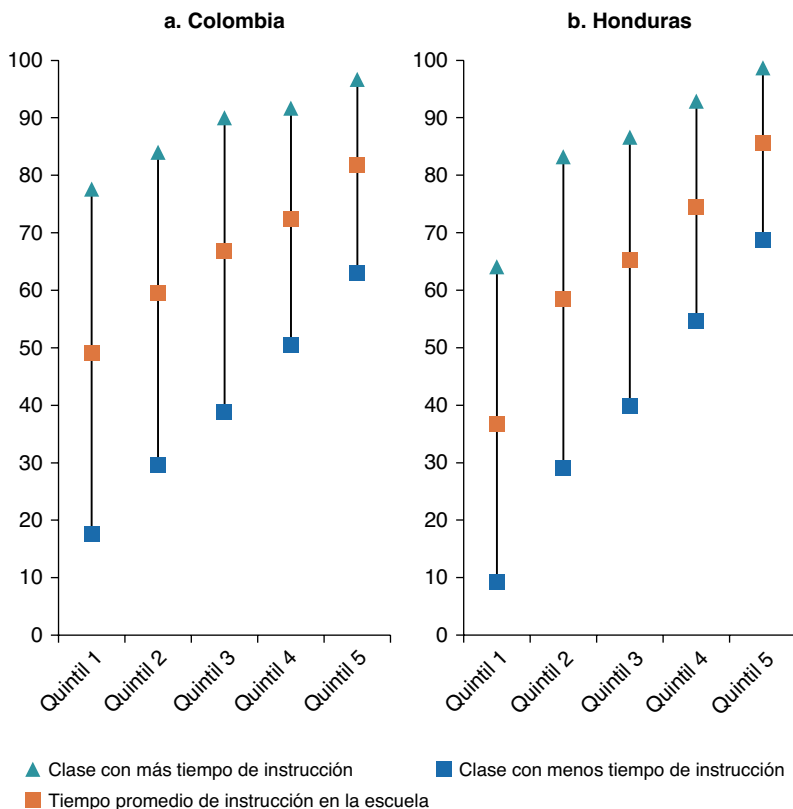 a. Colombia
100
90
80
70
60
50
40
30
20
10
0
Quintil 1
Quintil 2
Quintil 3
Quintil 4
Quintil 5
b. Honduras
100
90
80
70
60
50
40
30
20
10
0
Quintil 1
Quintil 2
Quintil 3
Quintil 4
Quintil 5
Clase con más tiempo de instrucción
Clase con menos tiempo de instrucción
Tiempo promedio de instrucción en la escuela